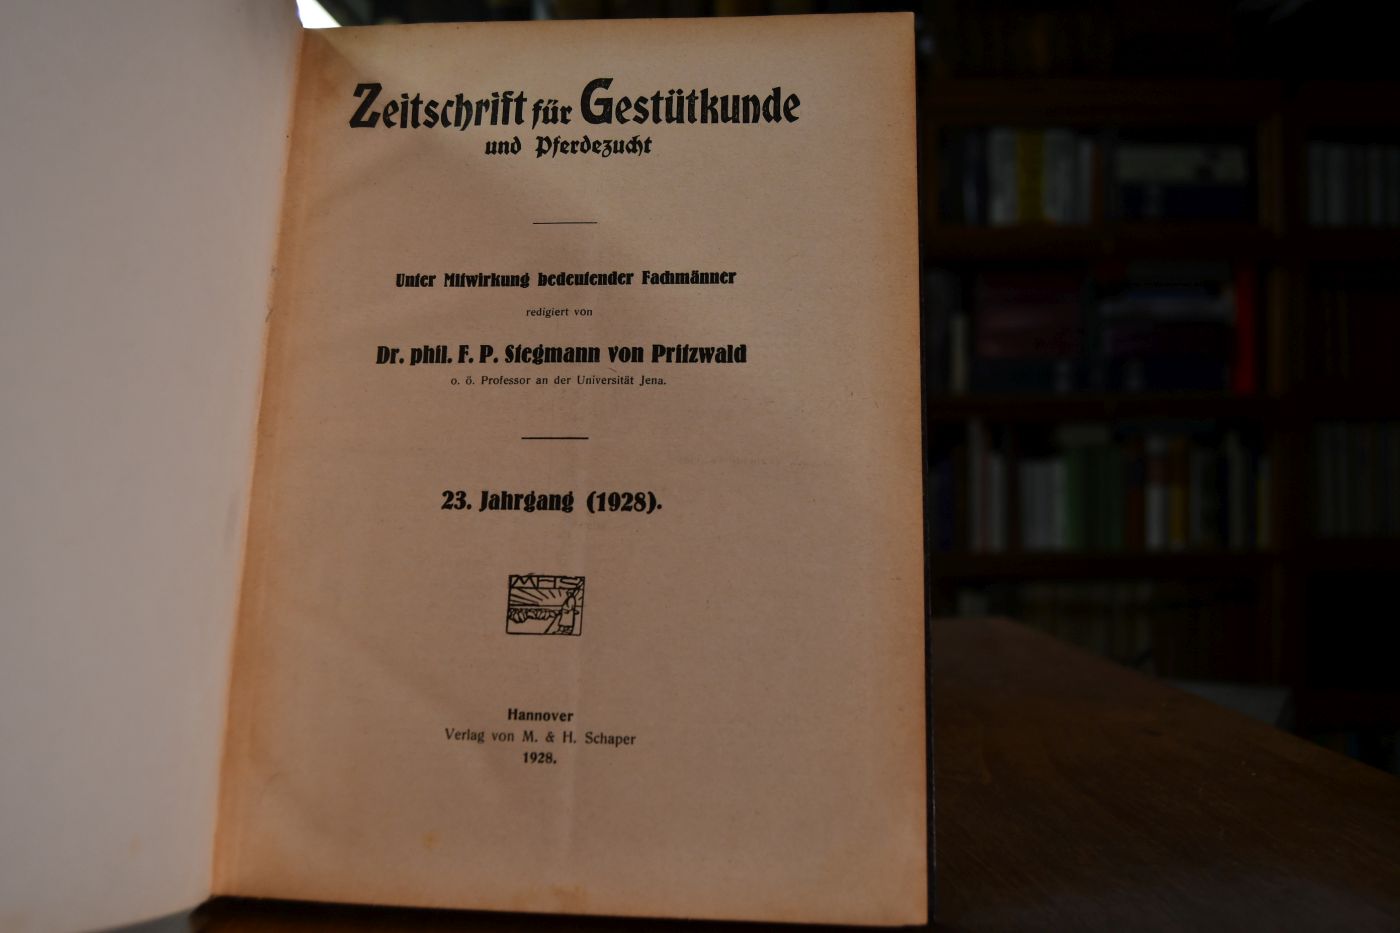 Zeitschrift für Gestütkunde
und Pferdezucht
Unter Mitwirkung bedeutender Fachmänner
redigiert von
Dr. phil. F. P. Stegmann von Pritzwald
o. ö. Professor an der Universität Jena.
23. Jahrgang (1928).
M&HS
Hannover
Verlag von M. & H. Schaper
1928.